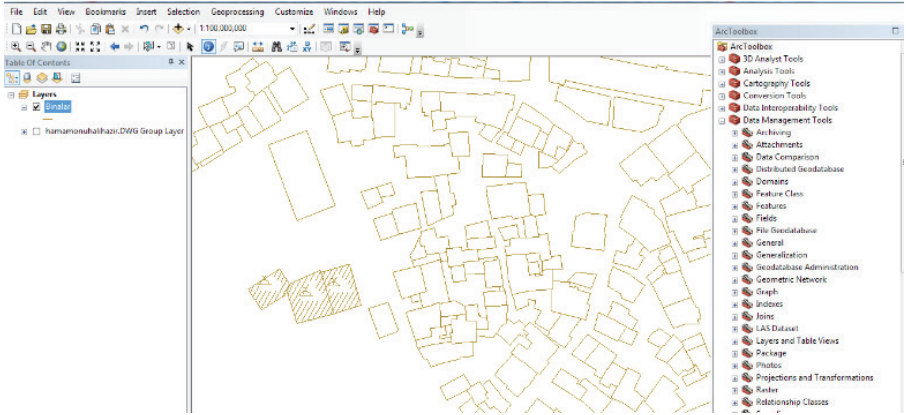 File Edit View Bookmarks Insert Selection Geoprocessing Customize Windows Help
1:100,000,000
Table Of Contents
Layers
Binalar
hamamonuhalihazir.DWG Group Layer
ArcToolbox
ArcToolbox
3D Analyst Tools
Analysis Tools
Cartography Tools
Conversion Tools
Data Interoperability Tools
Data Management Tools
Archiving
Attachments
Data Comparison
Distributed Geodatabase
Domains
Feature Class
Features
Fields
File Geodatabase
General
Generalization
Geodatabase Administration
Geometric Network
Graph
Indexes
Joins
LAS Dataset
Layers and Table Views
Package
Photos
Projections and Transformations
Raster
Relationship Classes